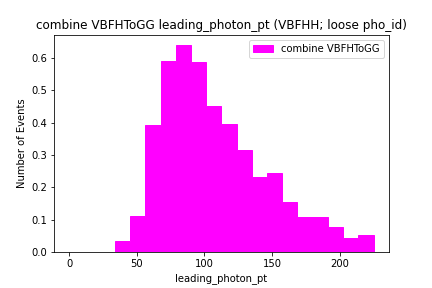 combine VBFHToGG leading_photon_pt (VBFHH; loose pho_id)
combine VBFHToGG
Number of Events
0.6
0.5
0.4
0.3
0.2
0.1
0.0
0 50 100 150 200
leading_photon_pt